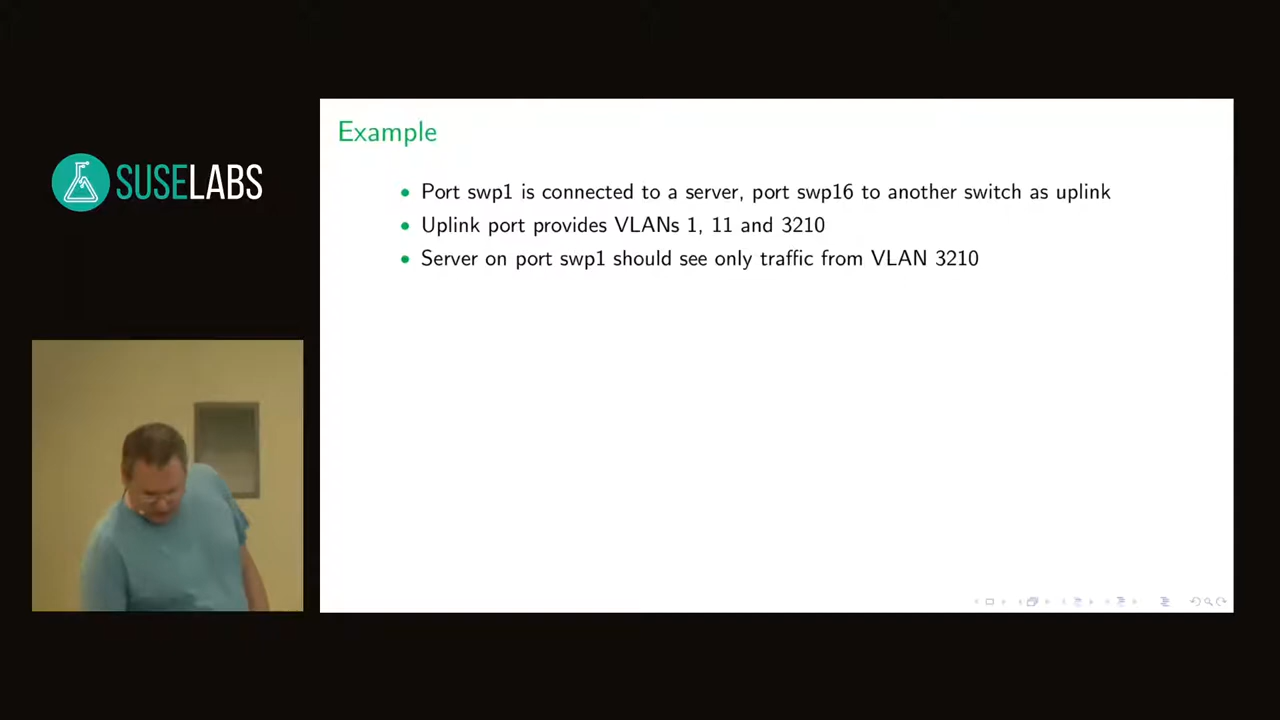 SUSELABS
Example
• Port swp1 is connected to a server, port swp16 to another switch as uplink
• Uplink port provides VLANs 1, 11 and 3210
• Server on port swp1 should see only traffic from VLAN 3210